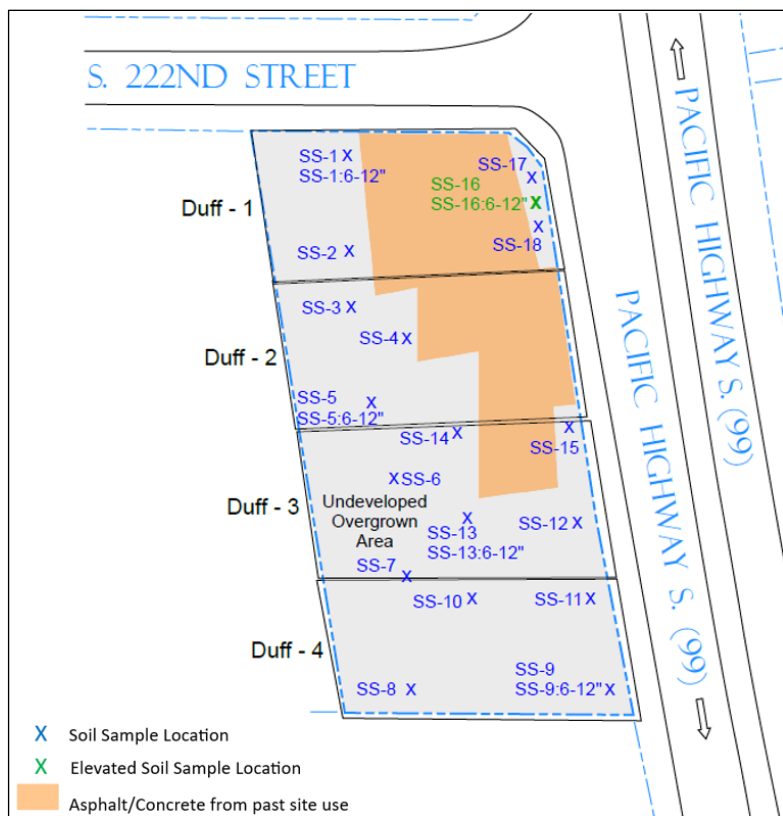 S. 222ND STREET
PACIFIC HIGHWAY S. (99)
PACIFIC HIGHWAY S. (99)
Duff - 1
SS-1 X
SS-1:6-12"
SS-17
X
SS-16
SS-16:6-12" X
X
SS-18
SS-2 X
Duff - 2
SS-3 X
SS-4 X
SS-5 X
SS-5:6-12"
Duff - 3
SS-14 X
X
SS-15
X SS-6
Undeveloped
Overgrown
Area
X
SS-13
SS-13:6-12"
SS-12 X
SS-7
X
Duff - 4
SS-10 X
SS-11 X
SS-8 X
SS-9
SS-9:6-12" X
X Soil Sample Location
X Elevated Soil Sample Location
Asphalt/Concrete from past site use